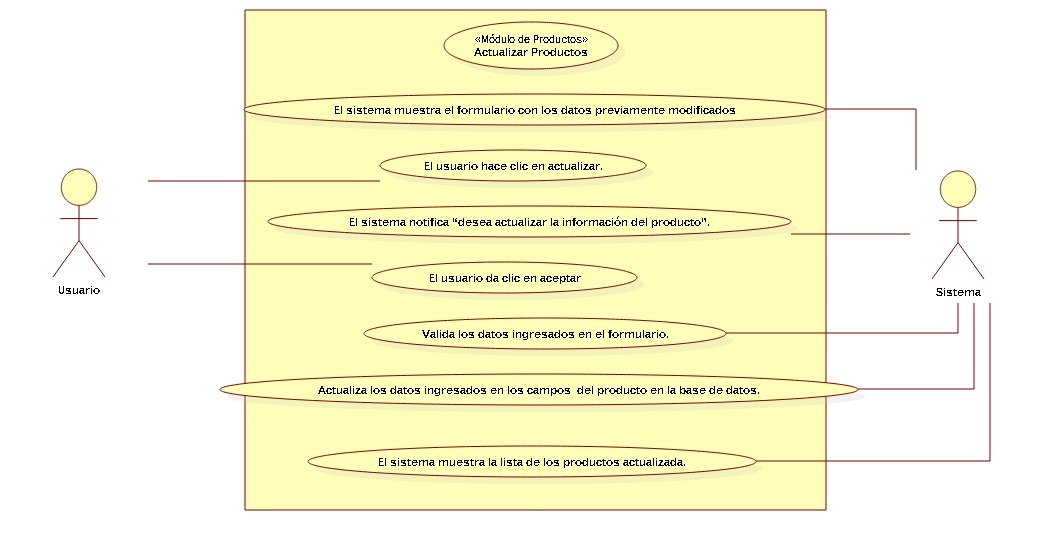 «Módulo de Productos»
Actualizar Productos
El sistema muestra el formulario con los datos previamente modificados
El usuario hace clic en actualizar.
El sistema notifica “desea actualizar la información del producto”.
El usuario da clic en aceptar
Usuario
Sistema
Valida los datos ingresados en el formulario.
Actualiza los datos ingresados en los campos  del producto en la base de datos.
El sistema muestra la lista de los productos actualizada.